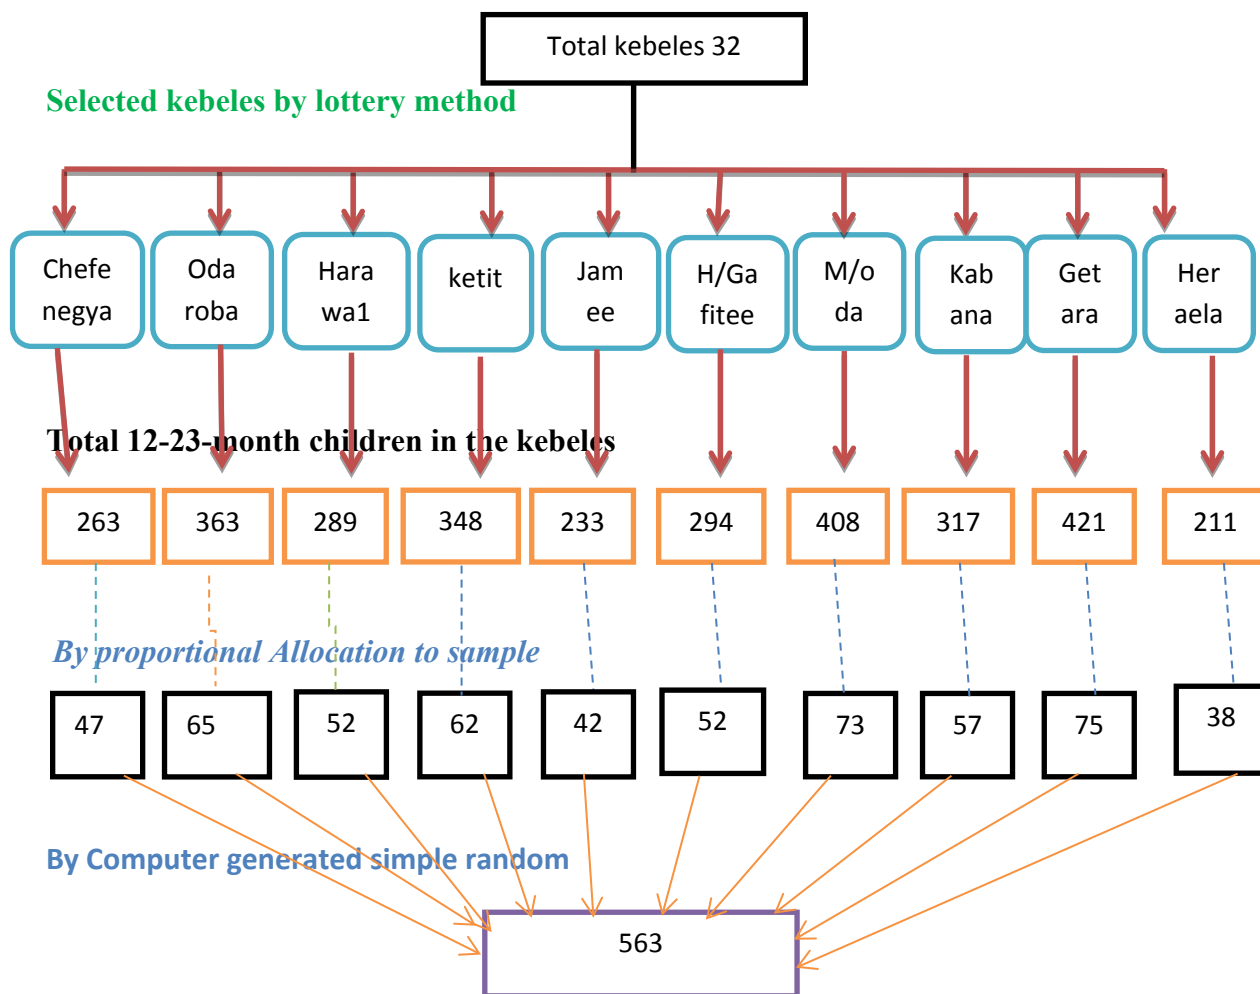 Total kebeles 32
Selected kebeles by lottery method
Chefe
negya
Oda
roba
Hara
wa1
ketit
Jam
ee
H/Ga
fitee
M/o
da
Kab
ana
Get
ara
Her
aela
Total 12-23-month children in the kebeles
263
363
289
348
233
294
408
317
421
211
By proportional Allocation to sample
47
65
52
62
42
52
73
57
75
38
By Computer generated simple random
563